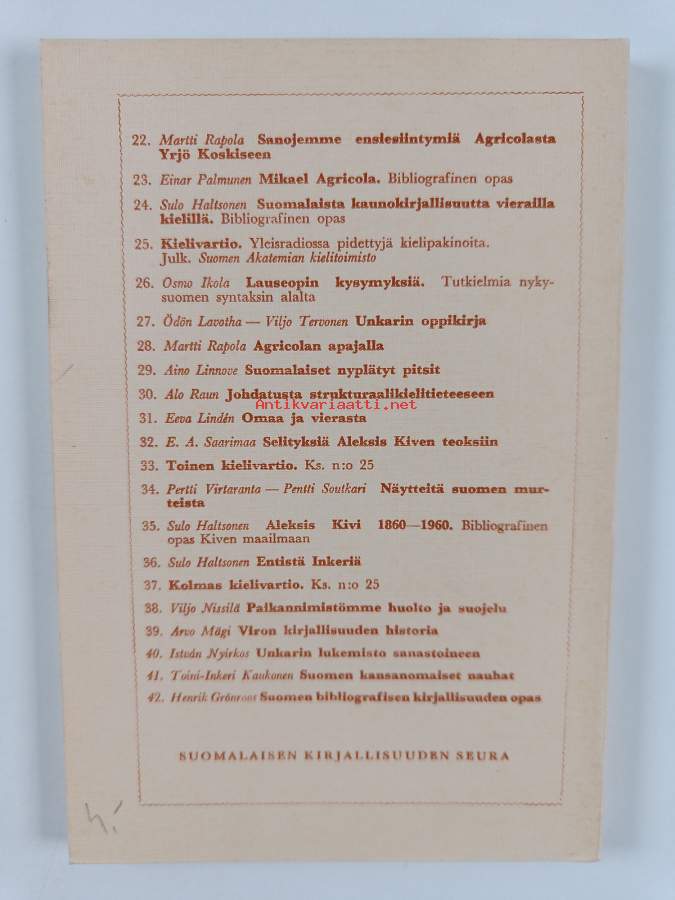 22. Martti Rapola Sanojemme ensiesiintymiä Agricolasta
Yrjö Koskiseen
23. Einar Palmunen Mikael Agricola. Bibliografinen opas
24. Sulo Haltsonen Suomalaista kaunokirjallisuutta vierailla
kielillä. Bibliografinen opas
25. Kielivartio. Yleisradiossa pidettyjä kielipakinoita.
Julk. Suomen Akatemian kielitoimisto
26. Osmo Ikola Lauseopin kysymyksiä. Tutkielmia nyky-
suomen syntaksin alalta
27. Ödön Lavotha — Viljo Tervonen Unkarin oppikirja
28. Martti Rapola Agricolan apajalla
29. Aino Linnove Suomalaiset nyplätyt pitsit
30. Alo Raun Johdatusta strukturaalikielitieteeseen
Antikvariaatti.net
31. Eeva Lindén Omaa ja vierasta
32. E. A. Saarimaa Selityksiä Aleksis Kiven teoksiin
33. Toinen kielivartio. Ks. n:o 25
34. Pertti Virtaranta — Pentti Soutkari Näytteitä suomen mur-
teista
35. Sulo Haltsonen Aleksis Kivi 1860—1960. Bibliografinen
opas Kiven maailmaan
36. Sulo Haltsonen Entistä Inkeriä
37. Kolmas kielivartio. Ks. n:o 25
38. Viljo Nissilä Paikannimistömme huolto ja suojelu
39. Arvo Mägi Viron kirjallisuuden historia
40. István Nyirkos Unkarin lukemisto sanastoineen
41. Toini-Inkeri Kaukonen Suomen kansanomaiset nauhat
42. Henrik Grönroos Suomen bibliografisen kirjallisuuden opas
SUOMALAISEN KIRJALLISUUDEN SEURA